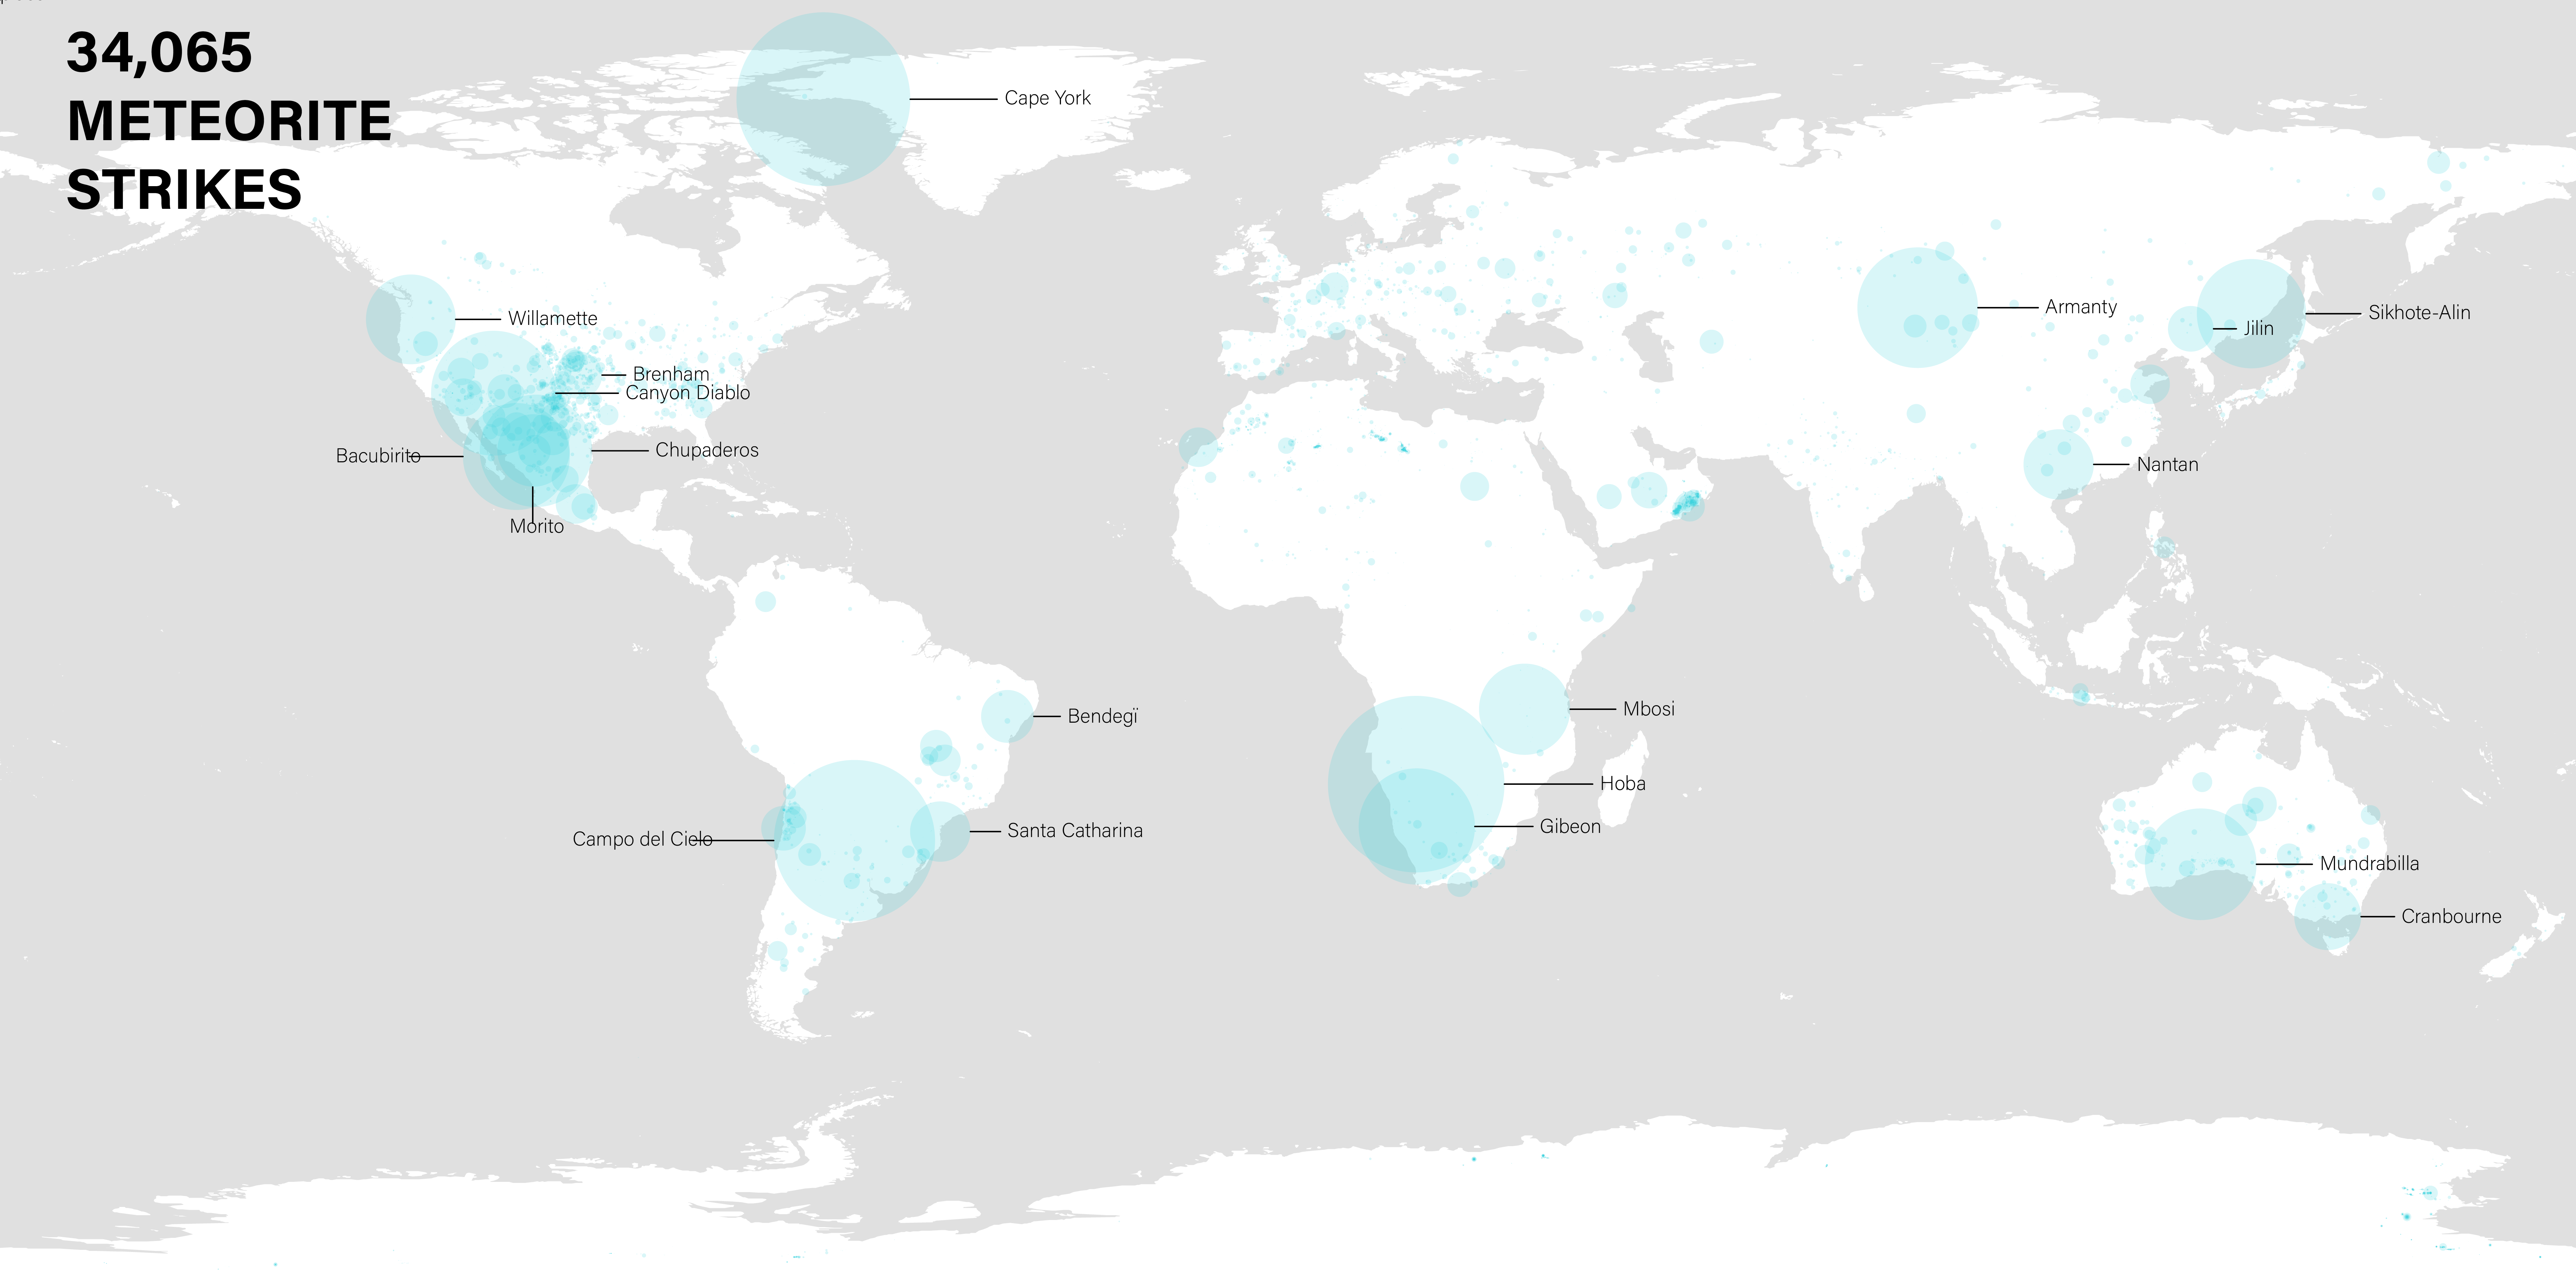 34,065
METEORITE
STRIKES
Cape York
Willamette
Armanty
Sikhote-Alin
Jilin
Brenham
Canyon Diablo
Bacubirito
Chupaderos
Nantan
Morito
Bendegï
Mbosi
Hoba
Campo del Cielo
Santa Catharina
Gibeon
Mundrabilla
Cranbourne